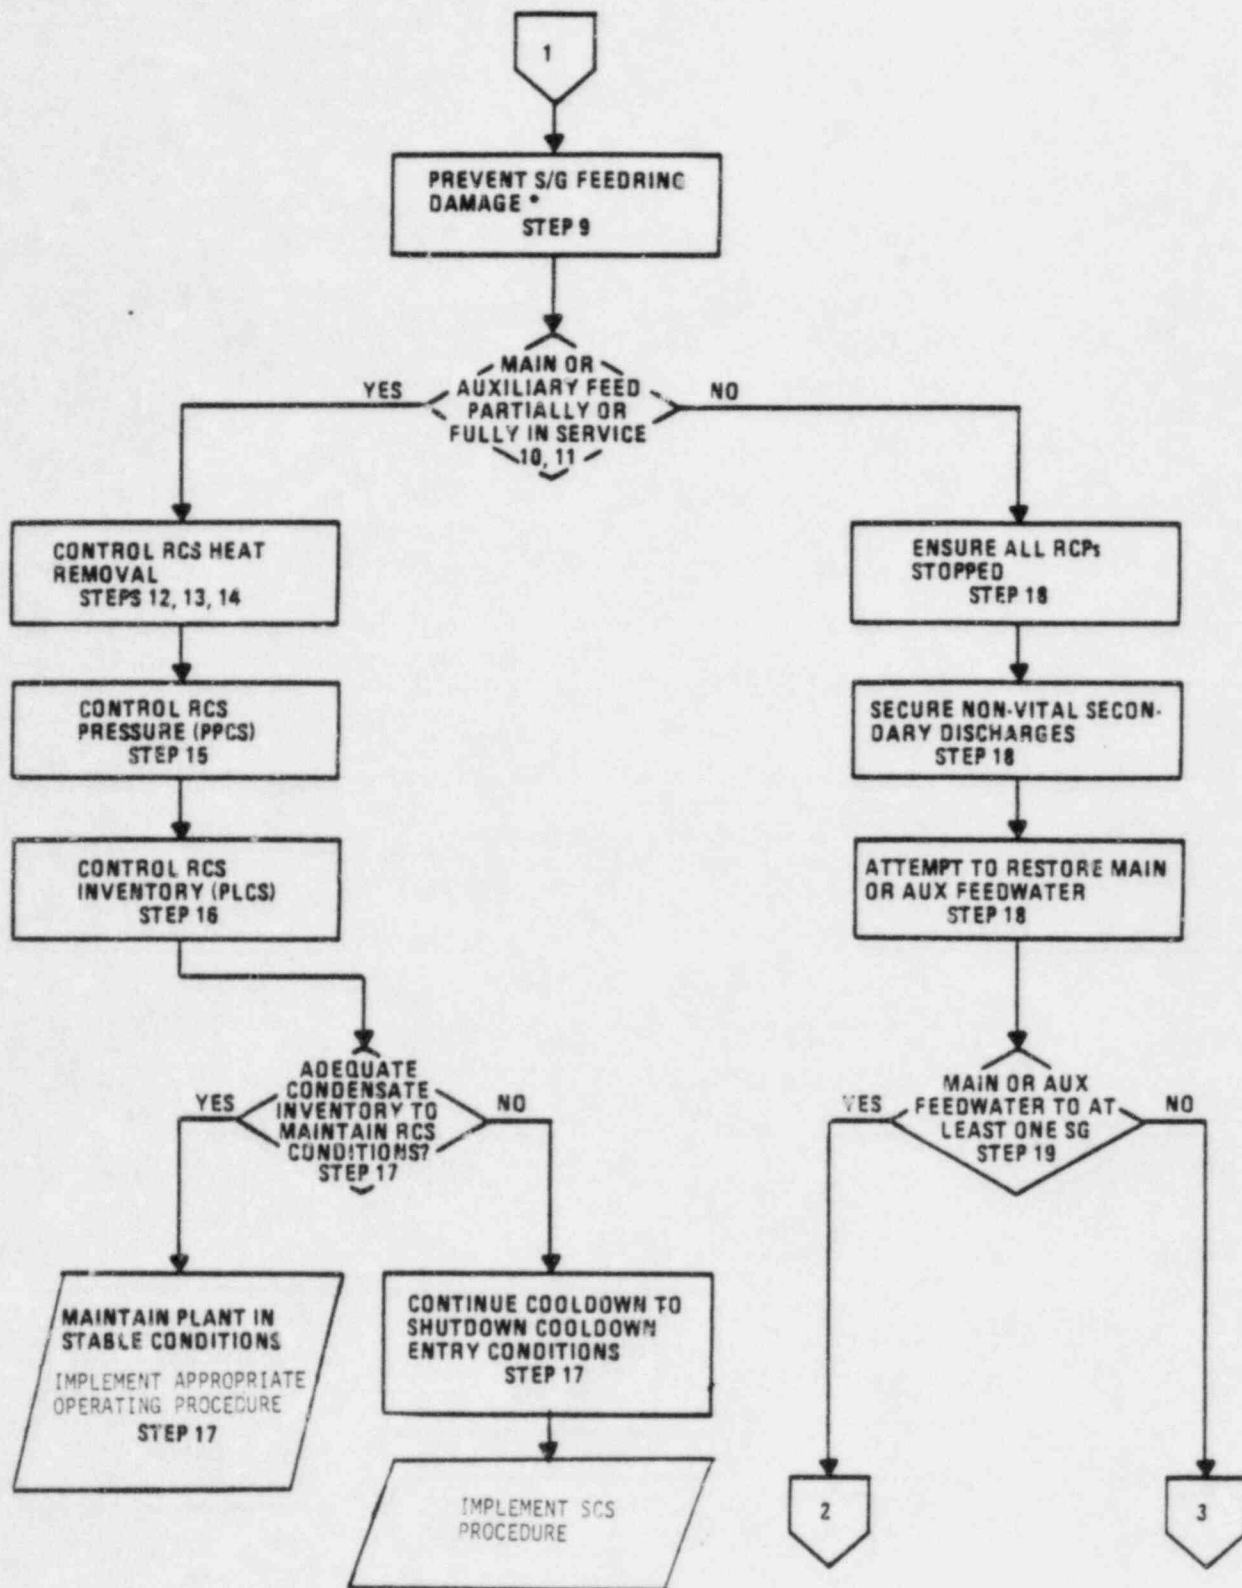 1
PREVENT S/G FEEDRING
DAMAGE *
STEP 9
MAIN OR
AUXILIARY FEED
PARTIALLY OR
FULLY IN SERVICE
10, 11
YES
NO
CONTROL RCS HEAT
REMOVAL
STEPS 12, 13, 14
CONTROL RCS
PRESSURE (PPCS)
STEP 15
CONTROL RCS
INVENTORY (PLCS)
STEP 16
ADEQUATE
CONDENSATE
INVENTORY TO
MAINTAIN RCS
CONDITIONS?
STEP 17
YES
NO
MAINTAIN PLANT IN
STABLE CONDITIONS
IMPLEMENT APPROPRIATE
OPERATING PROCEDURE
STEP 17
CONTINUE COOLDOWN TO
SHUTDOWN COOLDOWN
ENTRY CONDITIONS
STEP 17
IMPLEMENT SCS
PROCEDURE
ENSURE ALL RCPs
STOPPED
STEP 18
SECURE NON-VITAL SECON-
DARY DISCHARGES
STEP 18
ATTEMPT TO RESTORE MAIN
OR AUX FEEDWATER
STEP 18
MAIN OR AUX
FEEDWATER TO AT
LEAST ONE SG
STEP 19
YES
NO
2
3